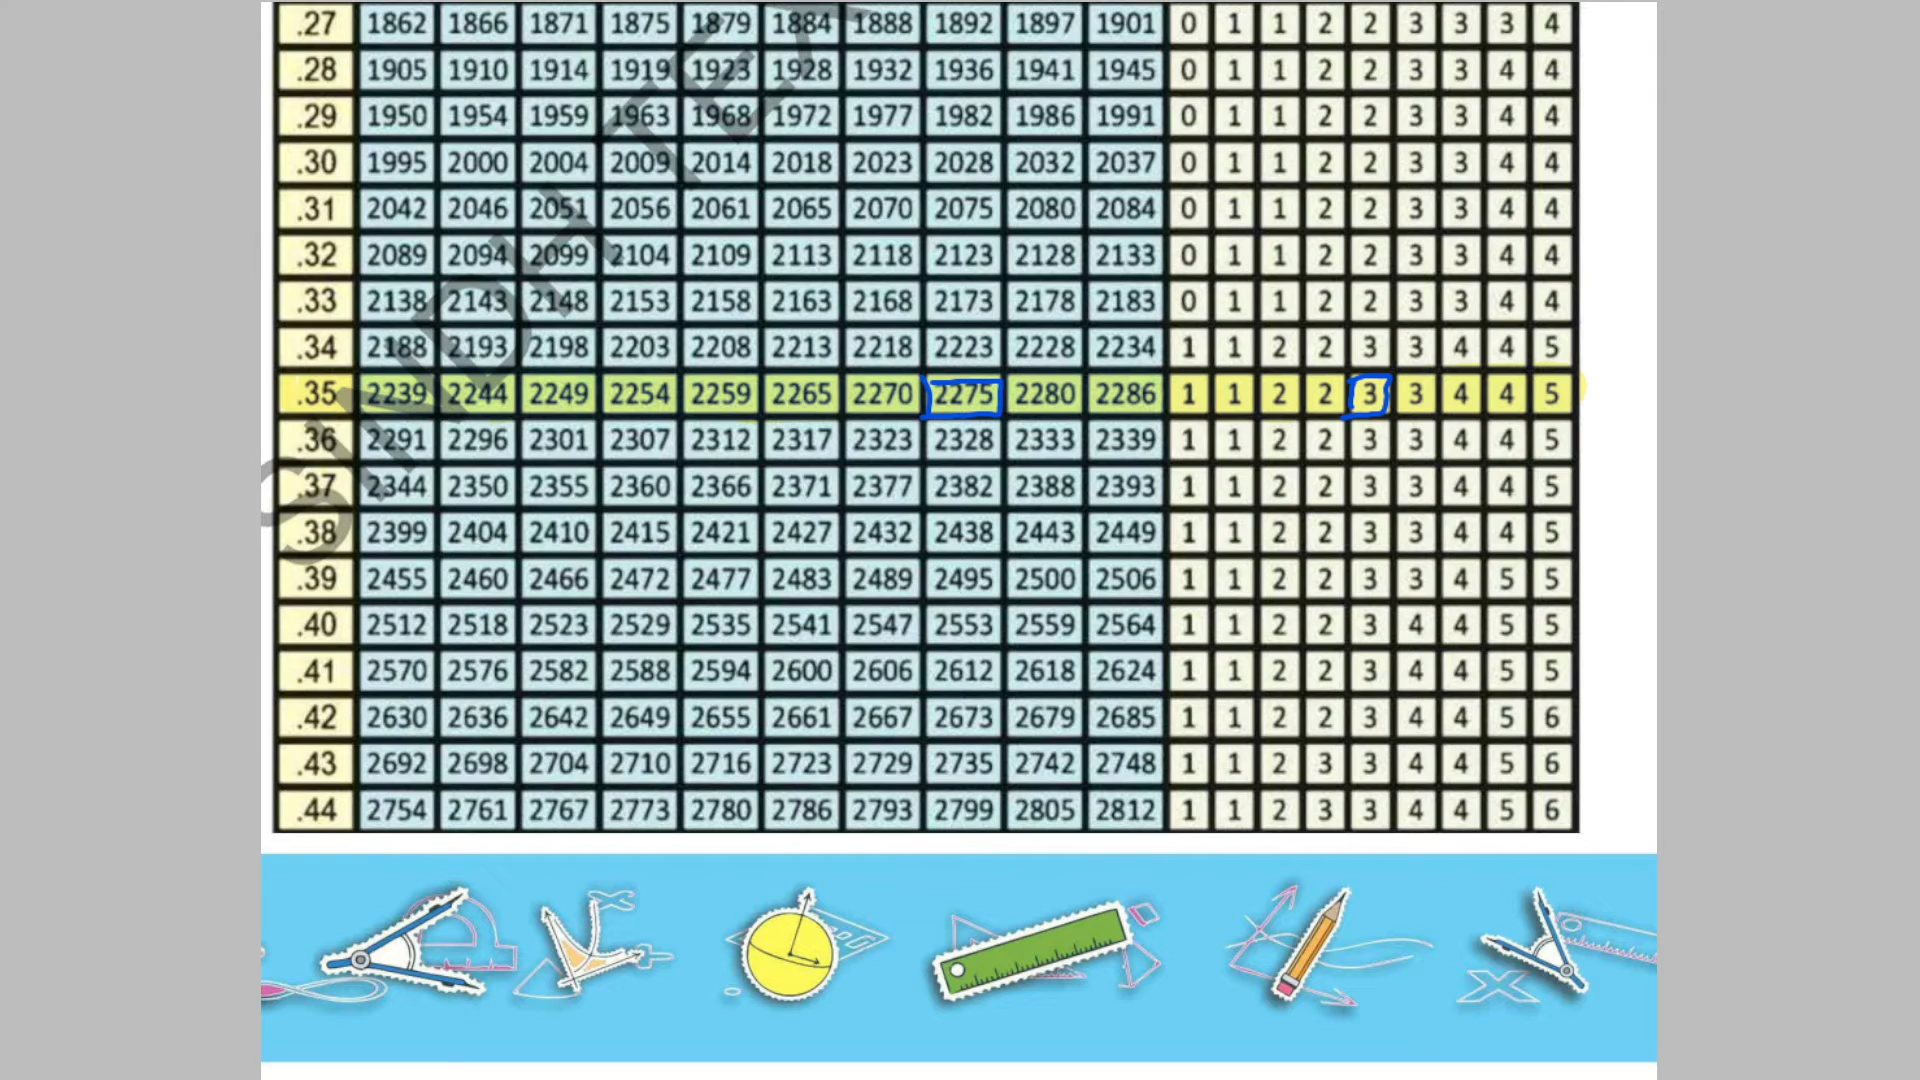 .27 1862 1866 1871 1875 1879 1884 1888 1892 1897 1901 0 1 1 2 2 3 3 3 4
.28 1905 1910 1914 1919 1923 1928 1932 1936 1941 1945 0 1 1 2 2 3 3 4 4
.29 1950 1954 1959 1963 1968 1972 1977 1982 1986 1991 0 1 1 2 2 3 3 4 4
.30 1995 2000 2004 2009 2014 2018 2023 2028 2032 2037 0 1 1 2 2 3 3 4 4
.31 2042 2046 2051 2056 2061 2065 2070 2075 2080 2084 0 1 1 2 2 3 3 4 4
.32 2089 2094 2099 2104 2109 2113 2118 2123 2128 2133 0 1 1 2 2 3 3 4 4
.33 2138 2143 2148 2153 2158 2163 2168 2173 2178 2183 0 1 1 2 2 3 3 4 4
.34 2188 2193 2198 2203 2208 2213 2218 2223 2228 2234 1 1 2 2 3 3 4 4 5
.35 2239 2244 2249 2254 2259 2265 2270 2275 2280 2286 1 1 2 2 3 3 4 4 5
.36 2291 2296 2301 2307 2312 2317 2323 2328 2333 2339 1 1 2 2 3 3 4 4 5
.37 2344 2350 2355 2360 2366 2371 2377 2382 2388 2393 1 1 2 2 3 3 4 4 5
.38 2399 2404 2410 2415 2421 2427 2432 2438 2443 2449 1 1 2 2 3 3 4 4 5
.39 2455 2460 2466 2472 2477 2483 2489 2495 2500 2506 1 1 2 2 3 3 4 5 5
.40 2512 2518 2523 2529 2535 2541 2547 2553 2559 2564 1 1 2 2 3 4 4 5 5
.41 2570 2576 2582 2588 2594 2600 2606 2612 2618 2624 1 1 2 2 3 4 4 5 5
.42 2630 2636 2642 2649 2655 2661 2667 2673 2679 2685 1 1 2 2 3 4 4 5 6
.43 2692 2698 2704 2710 2716 2723 2729 2735 2742 2748 1 1 2 3 3 4 4 5 6
.44 2754 2761 2767 2773 2780 2786 2793 2799 2805 2812 1 1 2 3 3 4 4 5 6
SINDH TEX